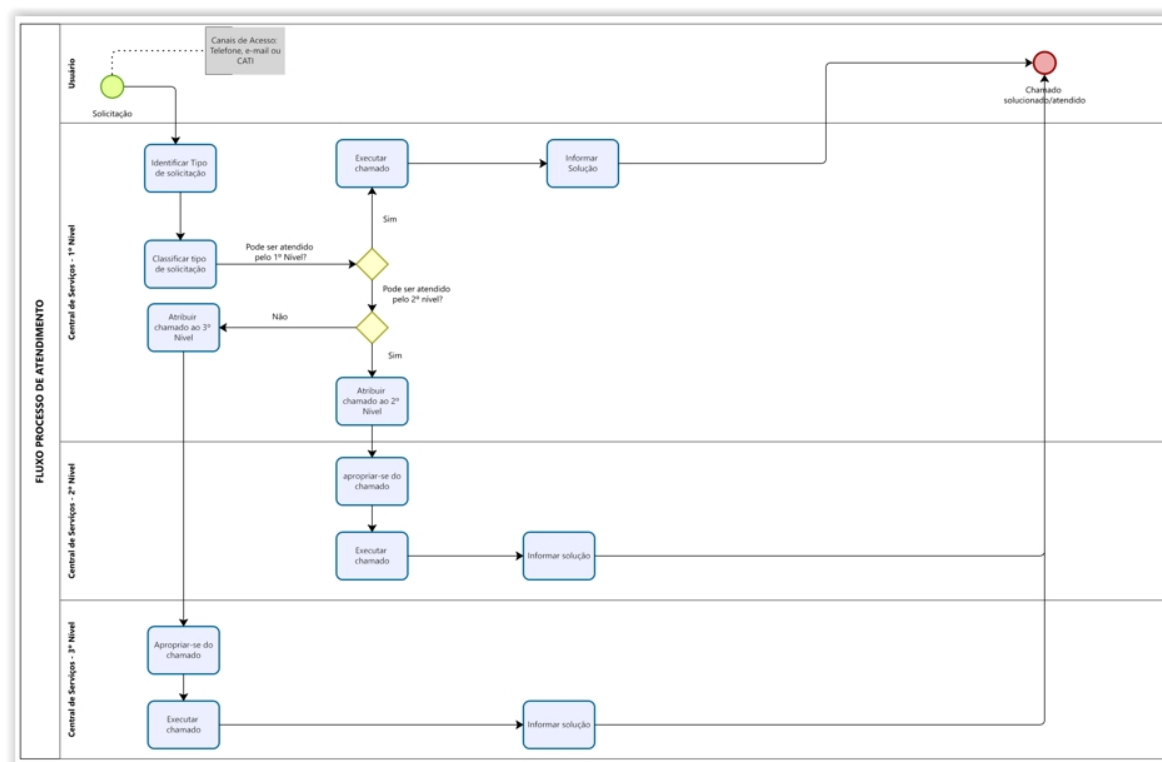 FLUXO PROCESSO DE ATENDIMENTO
Usuário
Canais de Acesso:
Telefone, e-mail ou
CATI
Solicitação
Chamado
solucionado/atendido
Central de Serviços - 1º Nível
Identificar Tipo
de solicitação
Executar
chamado
Informar
Solução
Sim
Classificar tipo
de solicitação
Pode ser atendido
pelo 1º Nível?
Pode ser atendido
pelo 2º nível?
Atribuir
chamado ao 3º
Nível
Não
Sim
Atribuir
chamado ao 2º
Nível
Central de Serviços - 2º Nível
apropriar-se do
chamado
Executar
chamado
Informar solução
Central de Serviços - 3º Nível
Apropriar-se do
chamado
Executar
chamado
Informar solução